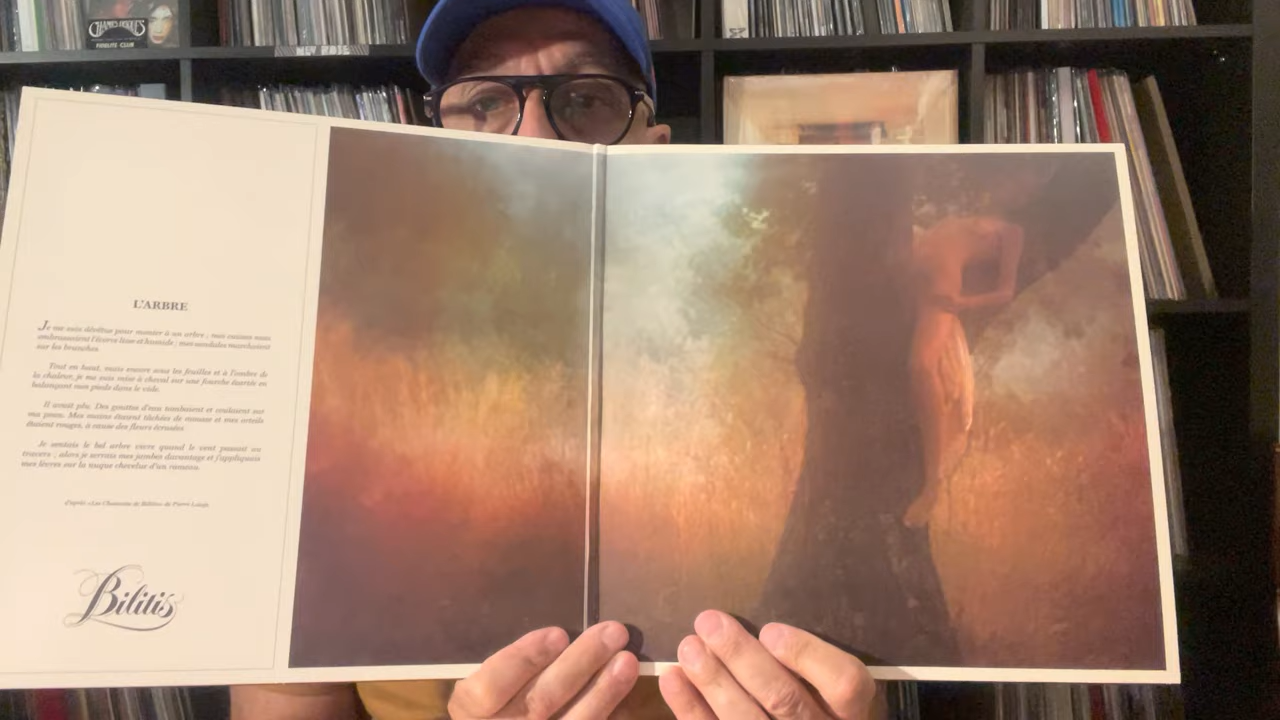 L'ARBRE
Je me suis dévêtue pour monter à un arbre ; mes cuisses nues
embrassaient l'écorce lisse et humide ; mes sandales marchaient
sur les branches.
Tout en haut, mais encore sous les feuilles et à l'ombre de
la chaleur, je me suis mise à cheval sur une fourche écartée en
balançant mes pieds dans le vide.
Il avait plu. Des gouttes d'eau tombaient et coulaient sur
ma peau. Mes mains étaient tâchées de mousse et mes orteils
étaient rouges, à cause des fleurs écrasées.
Je sentais le bel arbre vivre quand le vent passait au
travers ; alors je serrais mes jambes davantage et j'appliquais
mes lèvres sur la nuque chevelue d'un rameau.
d'après «Les Chansons de Bilitis» de Pierre Louÿs
Bilitis